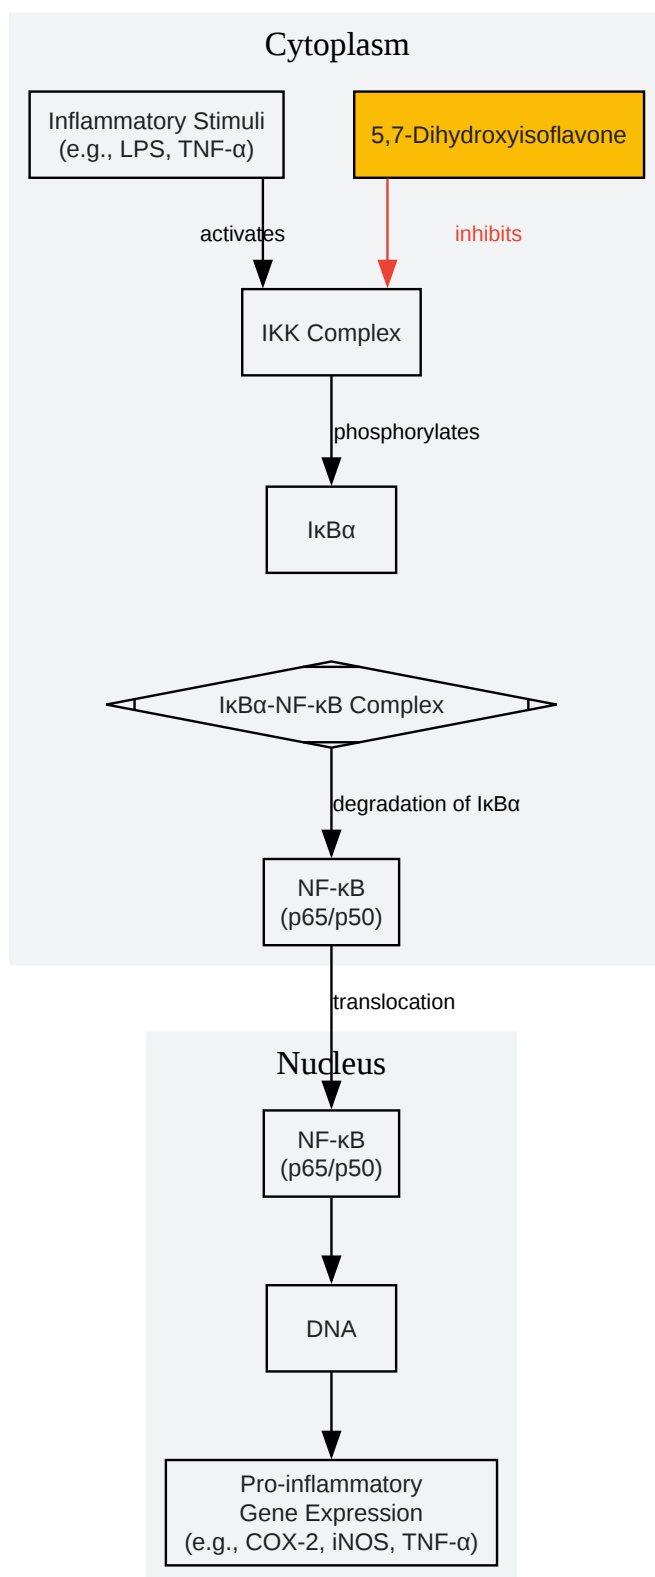 Cytoplasm
Inflammatory Stimuli
(e.g., LPS, TNF-α)
5,7-Dihydroxyisoflavone
activates
inhibits
IKK Complex
phosphorylates
IκBα
IκBα-NF-κB Complex
degradation of IκBα
NF-κB
(p65/p50)
translocation
Nucleus
NF-κB
(p65/p50)
DNA
Pro-inflammatory
Gene Expression
(e.g., COX-2, iNOS, TNF-α)